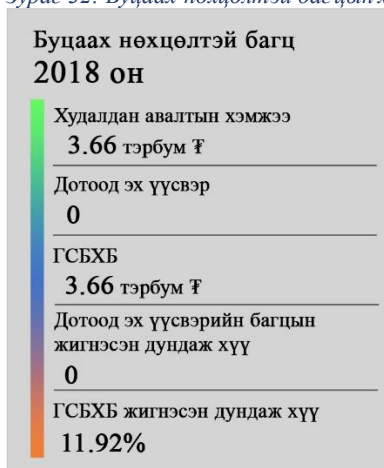 Буцаах нөхцөлтэй багц
2018 он
Худалдан авалтын хэмжээ
3.66 тэрбум ₮
Дотоод эх үүсвэр
0
ГСБХБ
3.66 тэрбум ₮
Дотоод эх үүсвэрийн багцын
жигнэсэн дундаж хүү
0
ГСБХБ жигнэсэн дундаж хүү
11.92%